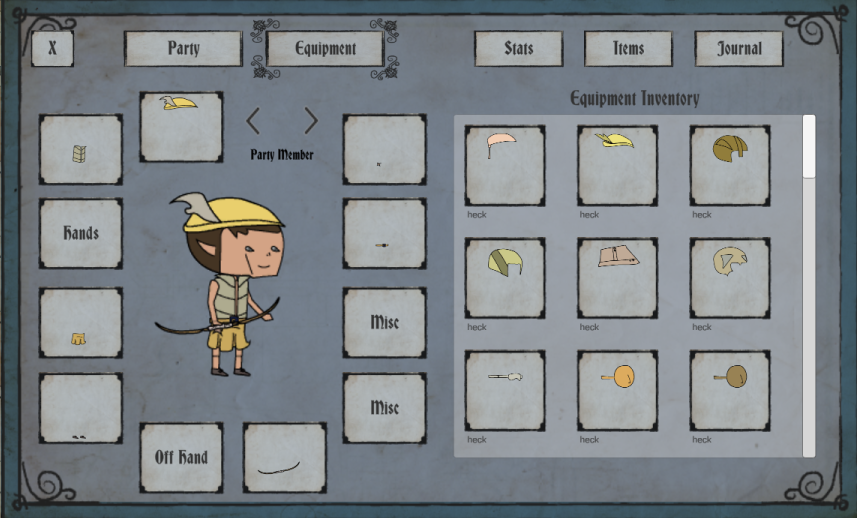 X
Party
Equipment
Stats
Items
Journal
Equipment Inventory
Party Member
Hands
Misc
Misc
Off Hand
heck
heck
heck
heck
heck
heck
heck
heck
heck